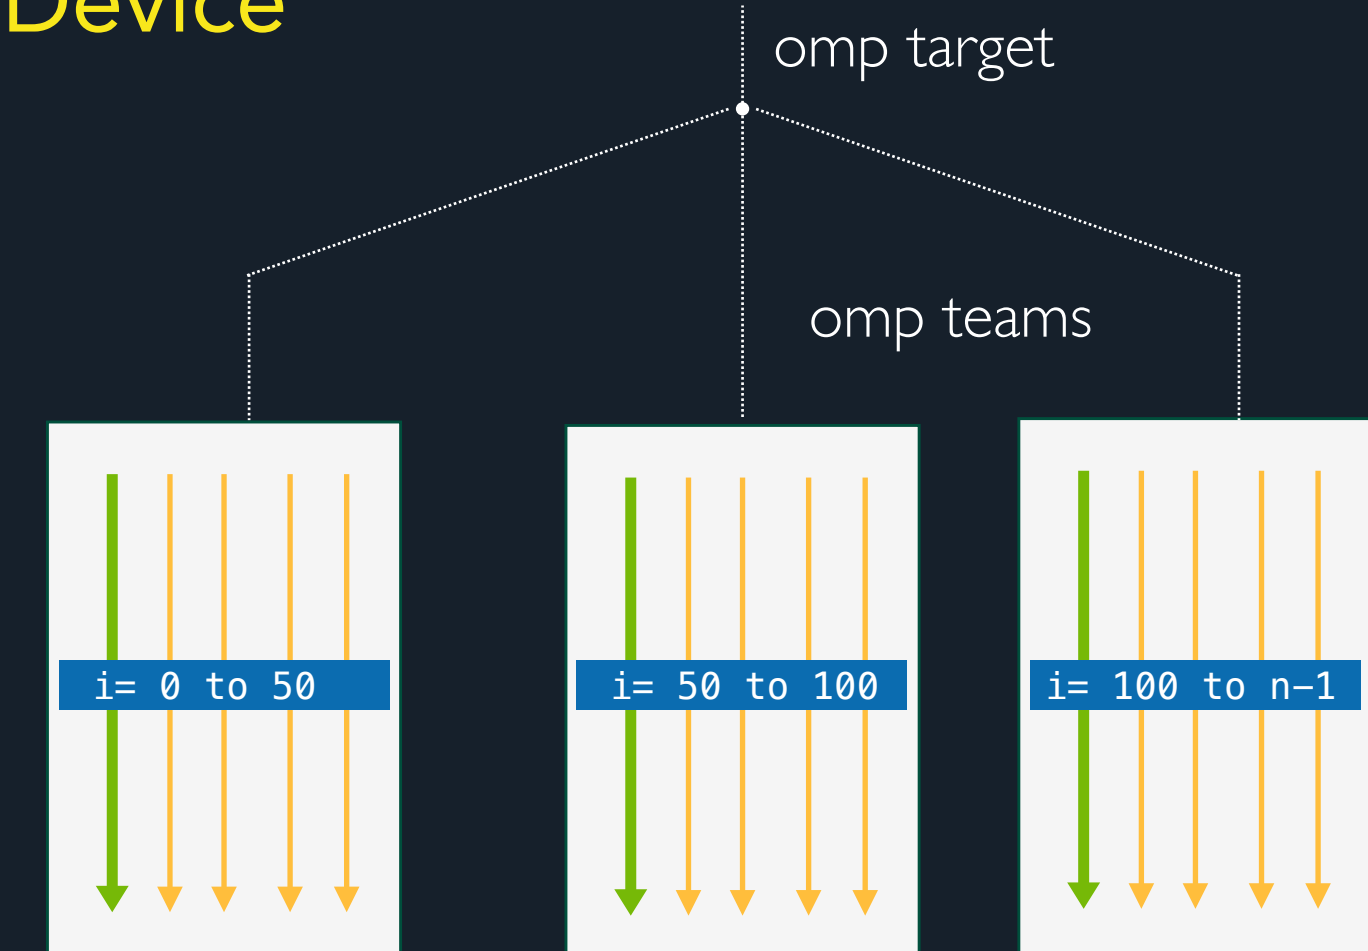 Device
omp target
omp teams
i= 0 to 50
i= 50 to 100
i= 100 to n-1